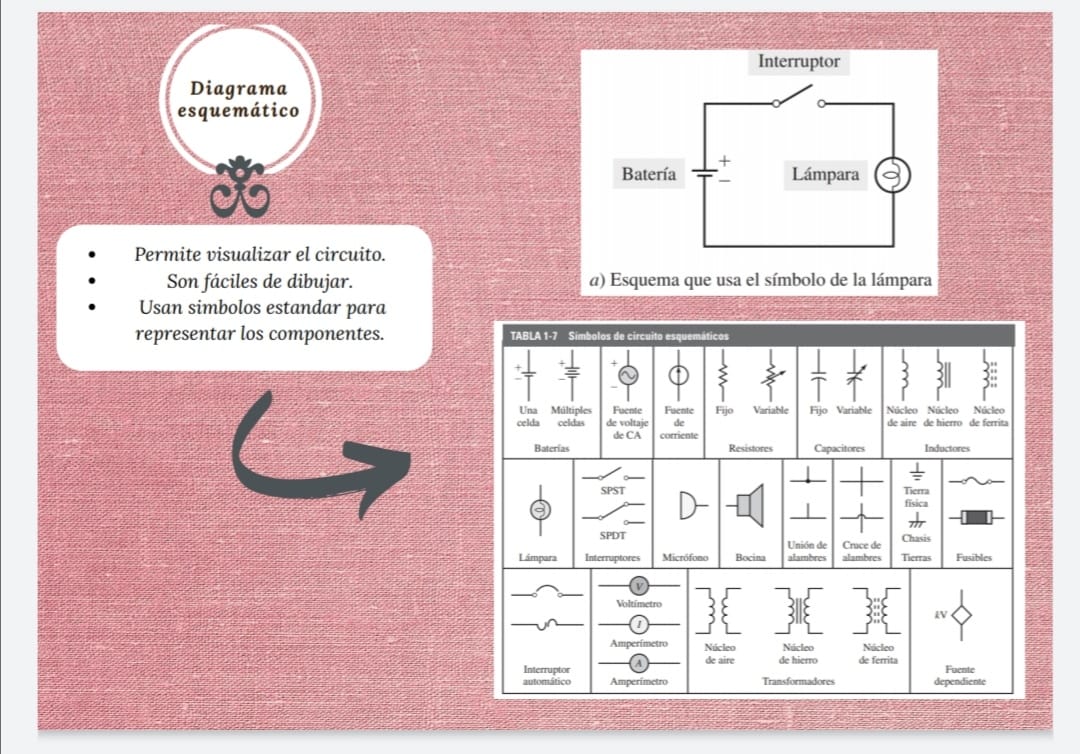 Diagrama
esquemático
• Permite visualizar el circuito.
• Son fáciles de dibujar.
• Usan simbolos estandar para
representar los componentes.
Interruptor
Batería
+
−
Lámpara
a) Esquema que usa el símbolo de la lámpara
TABLA 1-7 Símbolos de circuito esquemáticos
+ − + − + −
Una Múltiples Fuente Fuente Fijo Variable Fijo Variable Núcleo Núcleo Núcleo
celda celdas de voltaje de de aire de hierro de ferrita
de CA corriente
Baterías Resistores Capacitores Inductores
SPST
SPDT
Tierra
física
Chasis
Unión de Cruce de
Lámpara Interruptores Micrófono Bocina alambres alambres Tierras Fusibles
V
Voltímetro
I
Amperímetro
A
Amperímetro
Interruptor
automático
Núcleo Núcleo Núcleo
de aire de hierro de ferrita
Transformadores
kV
Fuente
dependiente